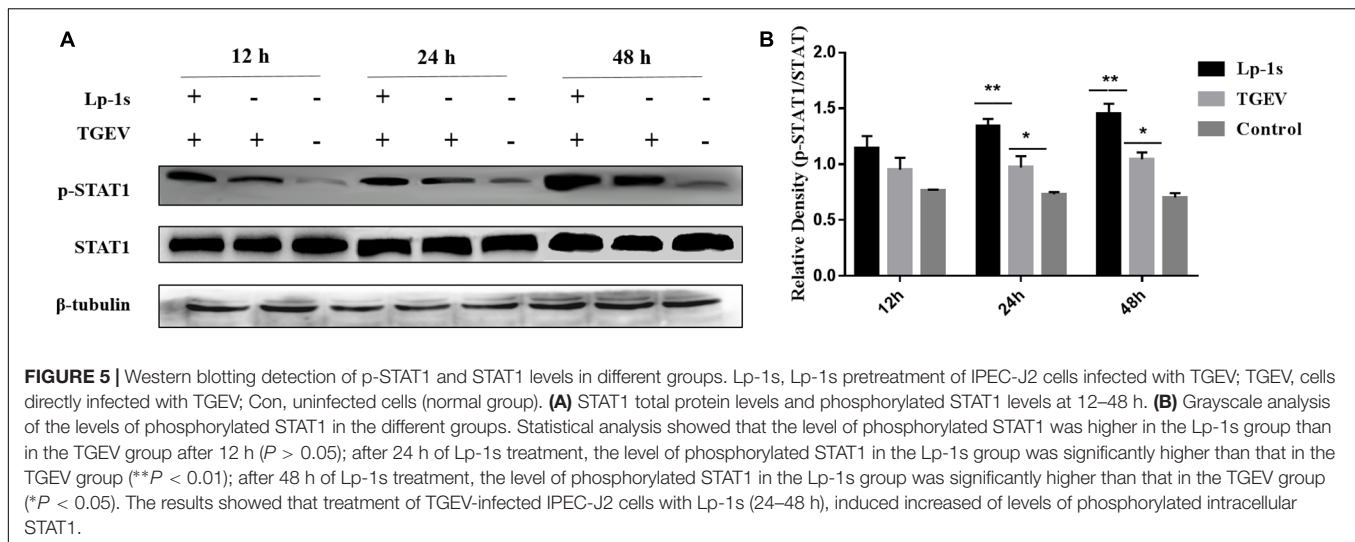 A
12 h 24 h 48 h
Lp-1s + - - + - - + - -
TGEV + + - + + - + + -
p-STAT1
STAT1
β-tubulin
B
Relative Density (p-STAT1/STAT)
2.0
1.5
1.0
0.5
0.0
** **
* *
12h 24h 48h
Lp-1s
TGEV
Control
FIGURE 5 | Western blotting detection of p-STAT1 and STAT1 levels in different groups. Lp-1s, Lp-1s pretreatment of IPEC-J2 cells infected with TGEV; TGEV, cells
directly infected with TGEV; Con, uninfected cells (normal group). (A) STAT1 total protein levels and phosphorylated STAT1 levels at 12–48 h. (B) Grayscale analysis
of the levels of phosphorylated STAT1 in the different groups. Statistical analysis showed that the level of phosphorylated STAT1 was higher in the Lp-1s group than
in the TGEV group after 12 h (P > 0.05); after 24 h of Lp-1s treatment, the level of phosphorylated STAT1 in the Lp-1s group was significantly higher than that in the
TGEV group (**P < 0.01); after 48 h of Lp-1s treatment, the level of phosphorylated STAT1 in the Lp-1s group was significantly higher than that in the TGEV group
(*P < 0.05). The results showed that treatment of TGEV-infected IPEC-J2 cells with Lp-1s (24–48 h), induced increased of levels of phosphorylated intracellular
STAT1.